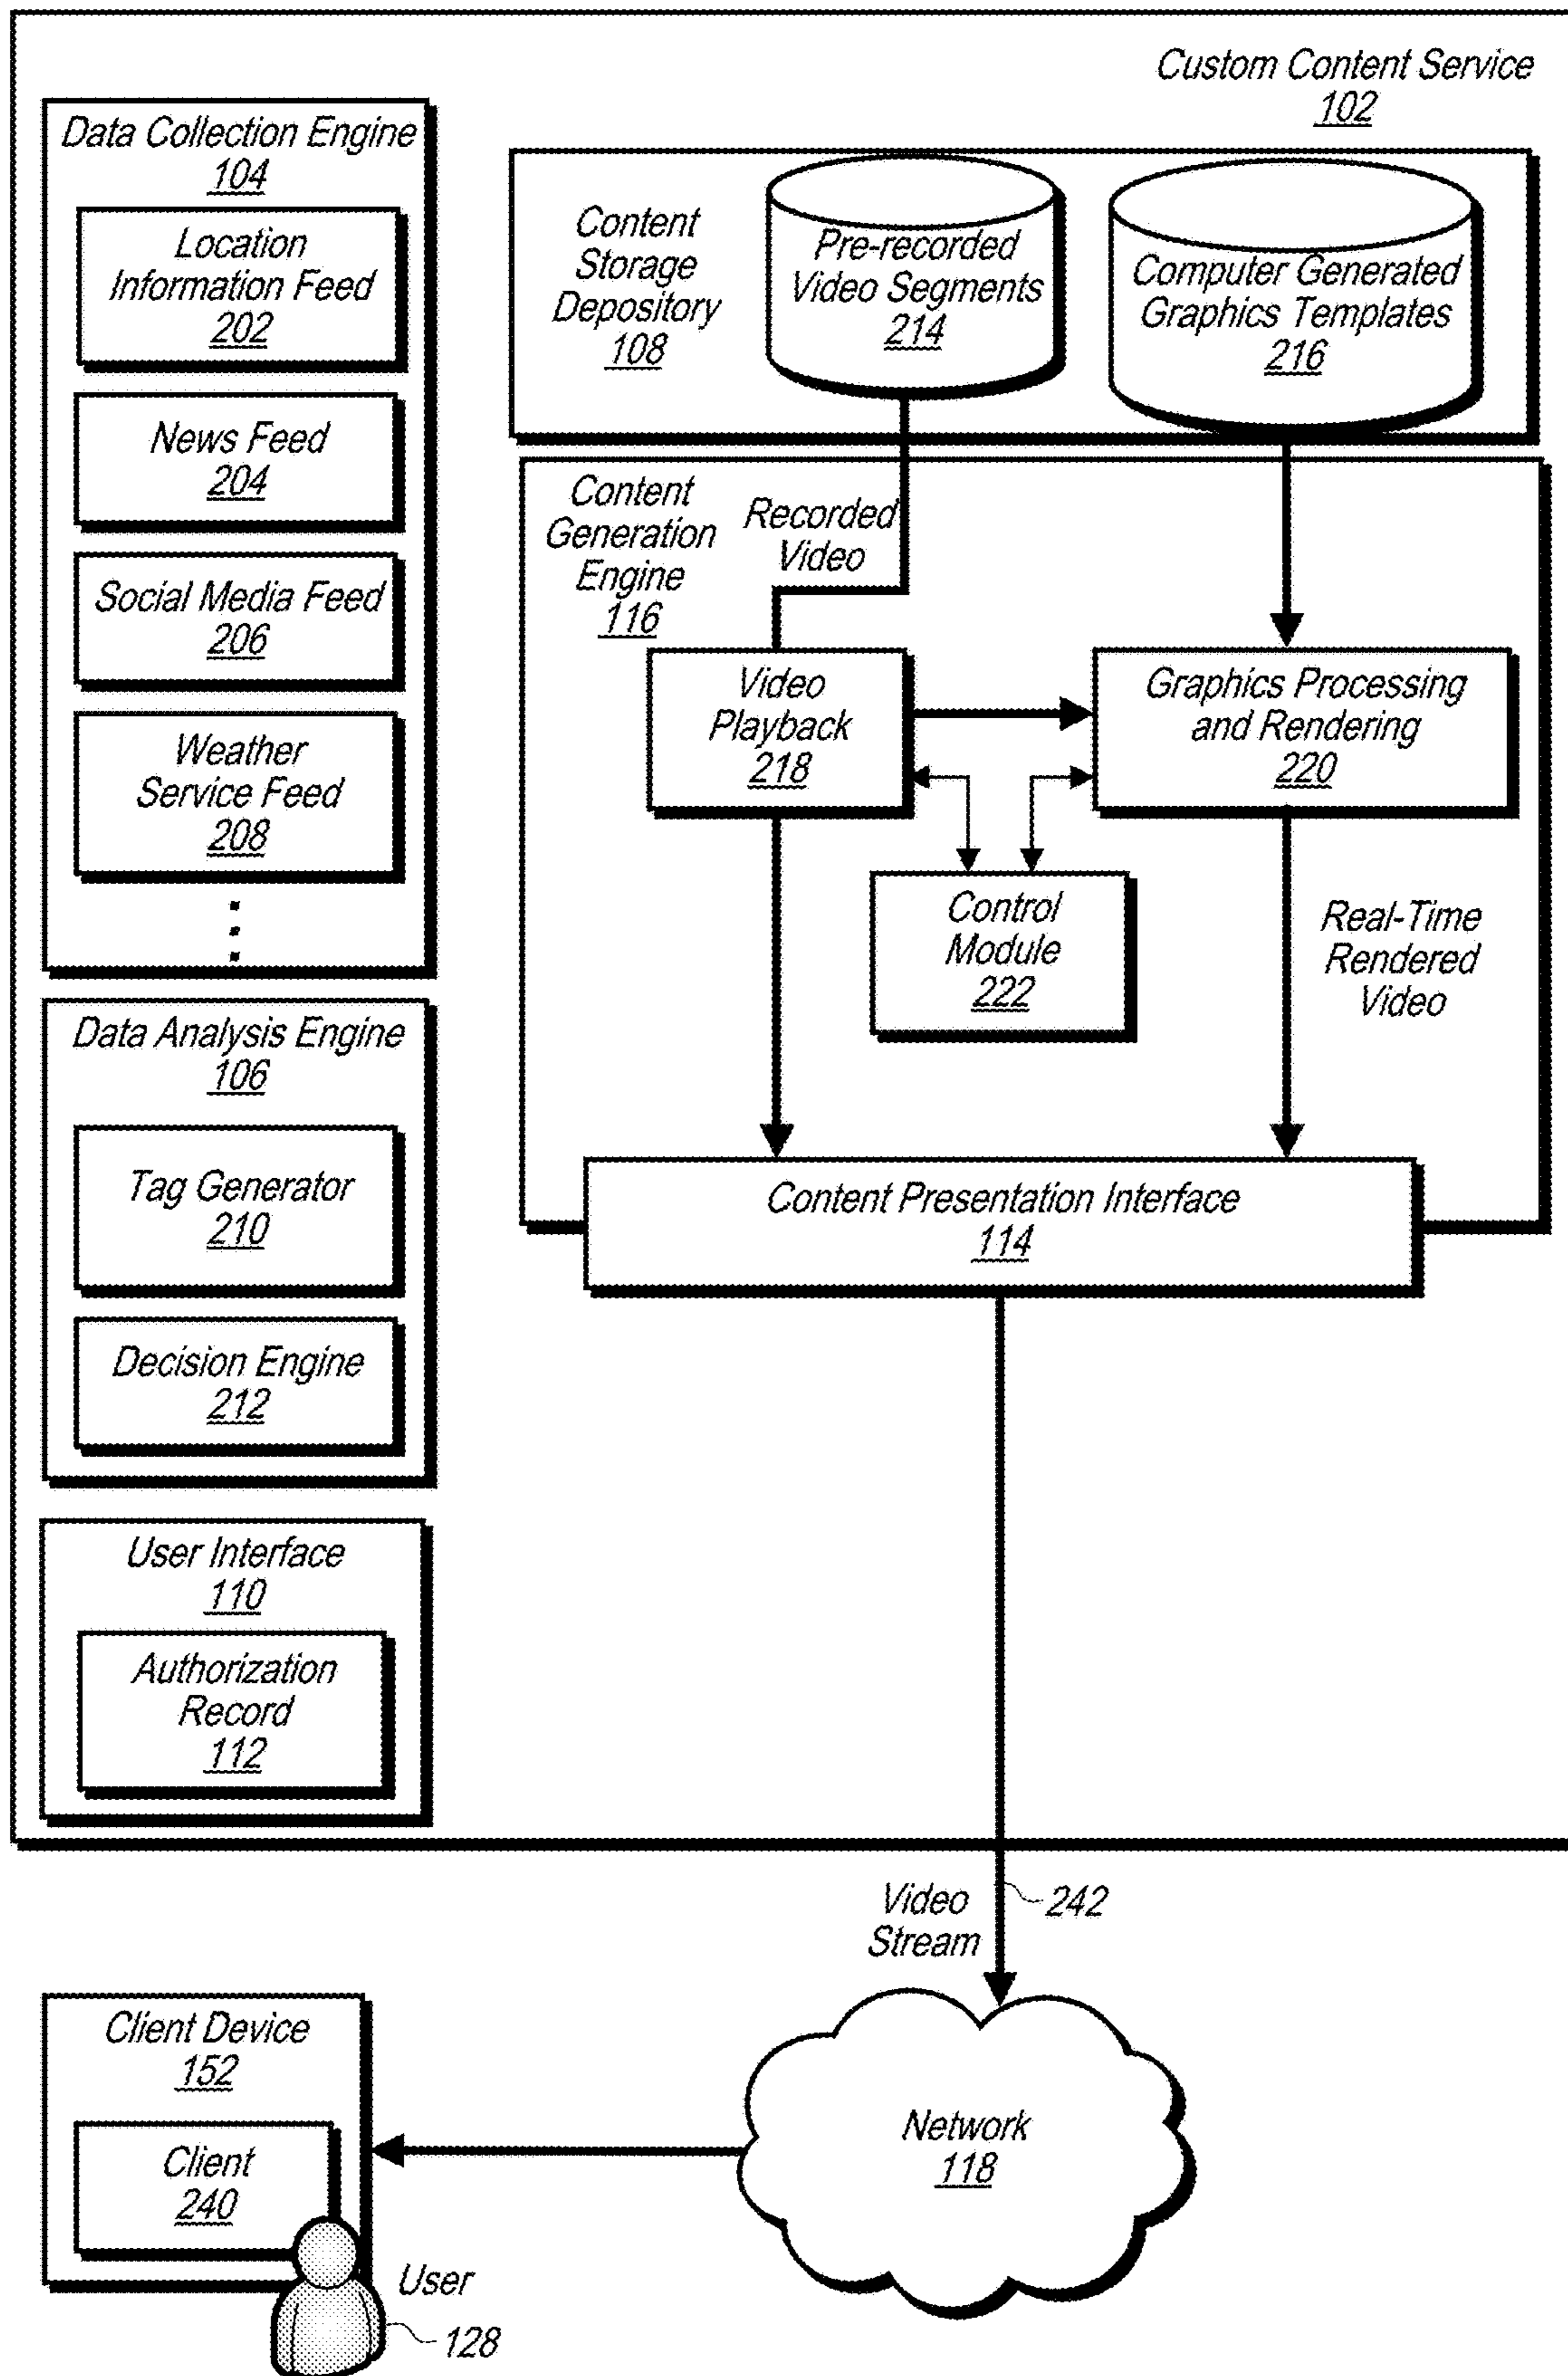 Custom Content Service
102
Data Collection Engine
104
Location
Information Feed
202
News Feed
204
Social Media Feed
206
Weather
Service Feed
208
Data Analysis Engine
106
Tag Generator
210
Decision Engine
212
User Interface
110
Authorization
Record
112
Content
Storage
Depository
108
Pre-recorded
Video Segments
214
Computer Generated
Graphics Templates
216
Content
Generation
Engine
116
Recorded
Video
Video
Playback
218
Graphics Processing
and Rendering
220
Control
Module
222
Real-Time
Rendered
Video
Content Presentation Interface
114
Video
Stream
242
Client Device
152
Client
240
User
128
Network
118